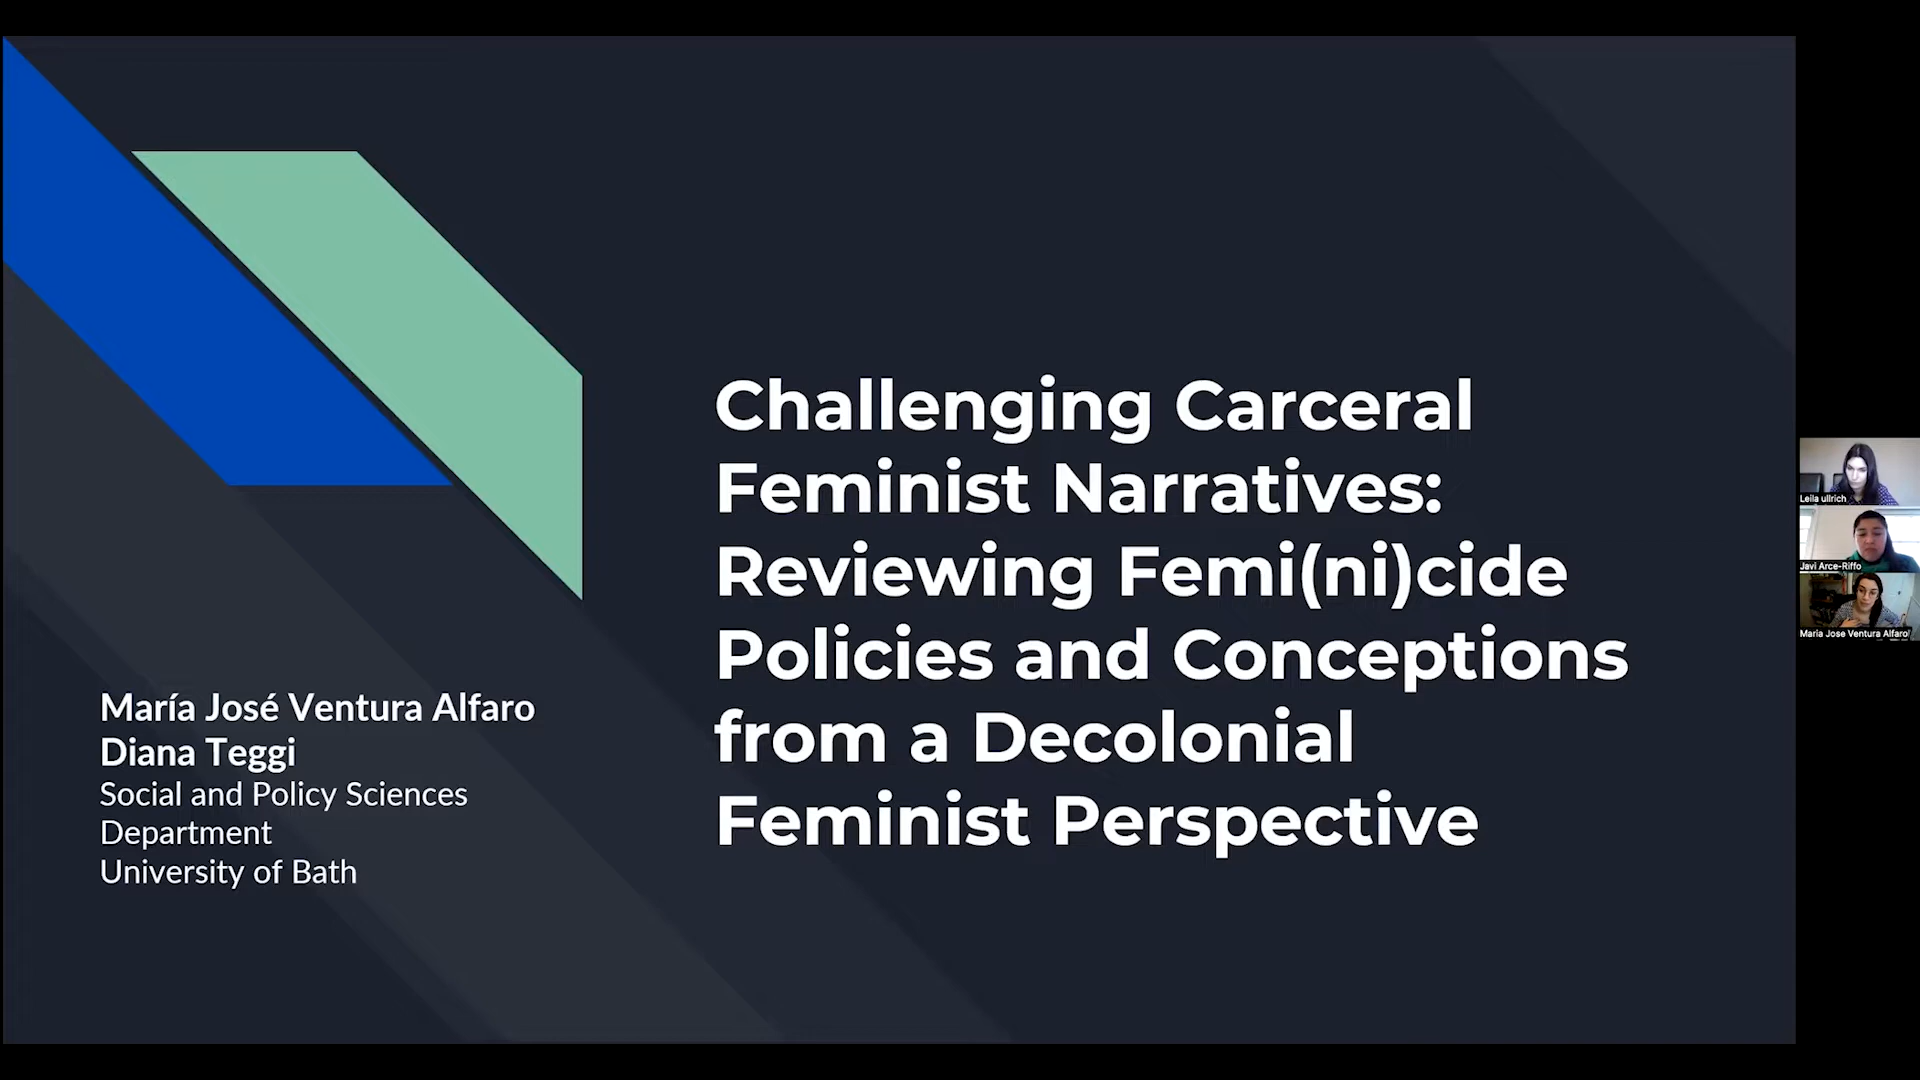 Challenging Carceral
Feminist Narratives:
Reviewing Femi(ni)cide
Policies and Conceptions
from a Decolonial
Feminist Perspective
María José Ventura Alfaro
Diana Teggi
Social and Policy Sciences
Department
University of Bath
Leila ullrich
Javi Arce-Riffo
Maria Jose Ventura Alfaro